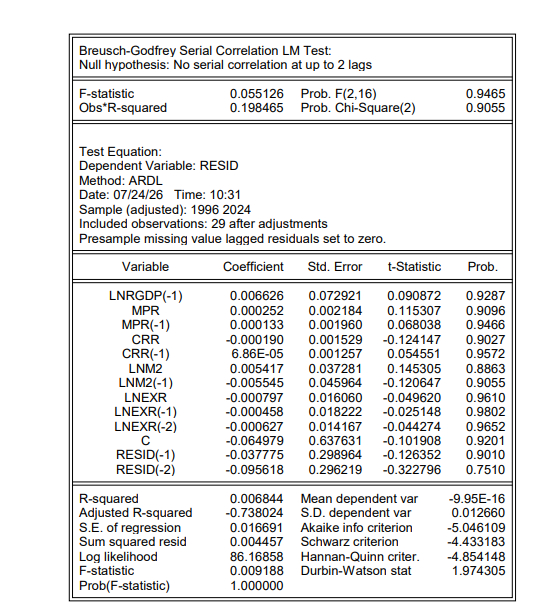 Breusch-Godfrey Serial Correlation LM Test:
Null hypothesis: No serial correlation at up to 2 lags
F-statistic 0.055126 Prob. F(2,16) 0.9465
Obs*R-squared 0.198465 Prob. Chi-Square(2) 0.9055
Test Equation:
Dependent Variable: RESID
Method: ARDL
Date: 07/24/26 Time: 10:31
Sample (adjusted): 1996 2024
Included observations: 29 after adjustments
Presample missing value lagged residuals set to zero.
Variable Coefficient Std. Error t-Statistic Prob.
LNRGDP(-1) 0.006626 0.072921 0.090872 0.9287
MPR 0.000252 0.002184 0.115307 0.9096
MPR(-1) 0.000133 0.001960 0.068038 0.9466
CRR -0.000190 0.001529 -0.124147 0.9027
CRR(-1) 6.86E-05 0.001257 0.054551 0.9572
LNM2 0.005417 0.037281 0.145305 0.8863
LNM2(-1) -0.005545 0.045964 -0.120647 0.9055
LNEXR -0.000797 0.016060 -0.049620 0.9610
LNEXR(-1) -0.000458 0.018222 -0.025148 0.9802
LNEXR(-2) -0.000627 0.014167 -0.044274 0.9652
C -0.064979 0.637631 -0.101908 0.9201
RESID(-1) -0.037775 0.298964 -0.126352 0.9010
RESID(-2) -0.095618 0.296219 -0.322796 0.7510
R-squared 0.006844 Mean dependent var -9.95E-16
Adjusted R-squared -0.738024 S.D. dependent var 0.012660
S.E. of regression 0.016691 Akaike info criterion -5.046109
Sum squared resid 0.004457 Schwarz criterion -4.433183
Log likelihood 86.16858 Hannan-Quinn criter. -4.854148
F-statistic 0.009188 Durbin-Watson stat 1.974305
Prob(F-statistic) 1.000000